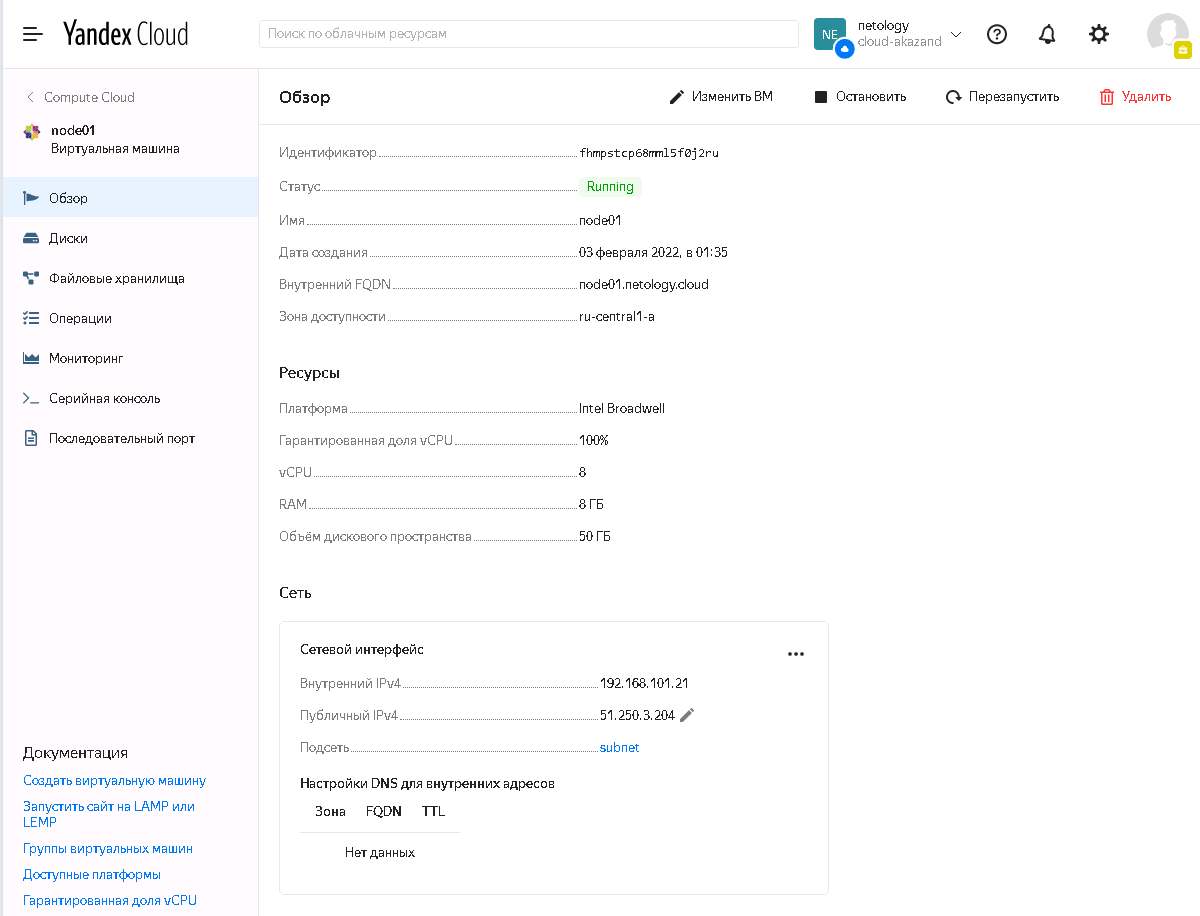 Yandex Cloud
Поиск по облачным ресурсам
NE
netology
cloud-akazand
Compute Cloud
node01
Виртуальная машина
Обзор
Диски
Файловые хранилища
Операции
Мониторинг
Серийная консоль
Последовательный порт
Документация
Создать виртуальную машину
Запустить сайт на LAMP или
LEMP
Группы виртуальных машин
Доступные платформы
Гарантированная доля vCPU
Обзор
Изменить ВМ
Остановить
Перезапустить
Удалить
Идентификатор fhmpstcp68mml5f0j2ru
Статус Running
Имя node01
Дата создания 03 февраля 2022, в 01:35
Внутренний FQDN node01.netology.cloud
Зона доступности ru-central1-a
Ресурсы
Платформа Intel Broadwell
Гарантированная доля vCPU 100%
vCPU 8
RAM 8 ГБ
Объём дискового пространства 50 ГБ
Сеть
Сетевой интерфейс
Внутренний IPv4 192.168.101.21
Публичный IPv4 51.250.3.204
Подсеть subnet
Настройки DNS для внутренних адресов
Зона FQDN TTL
Нет данных